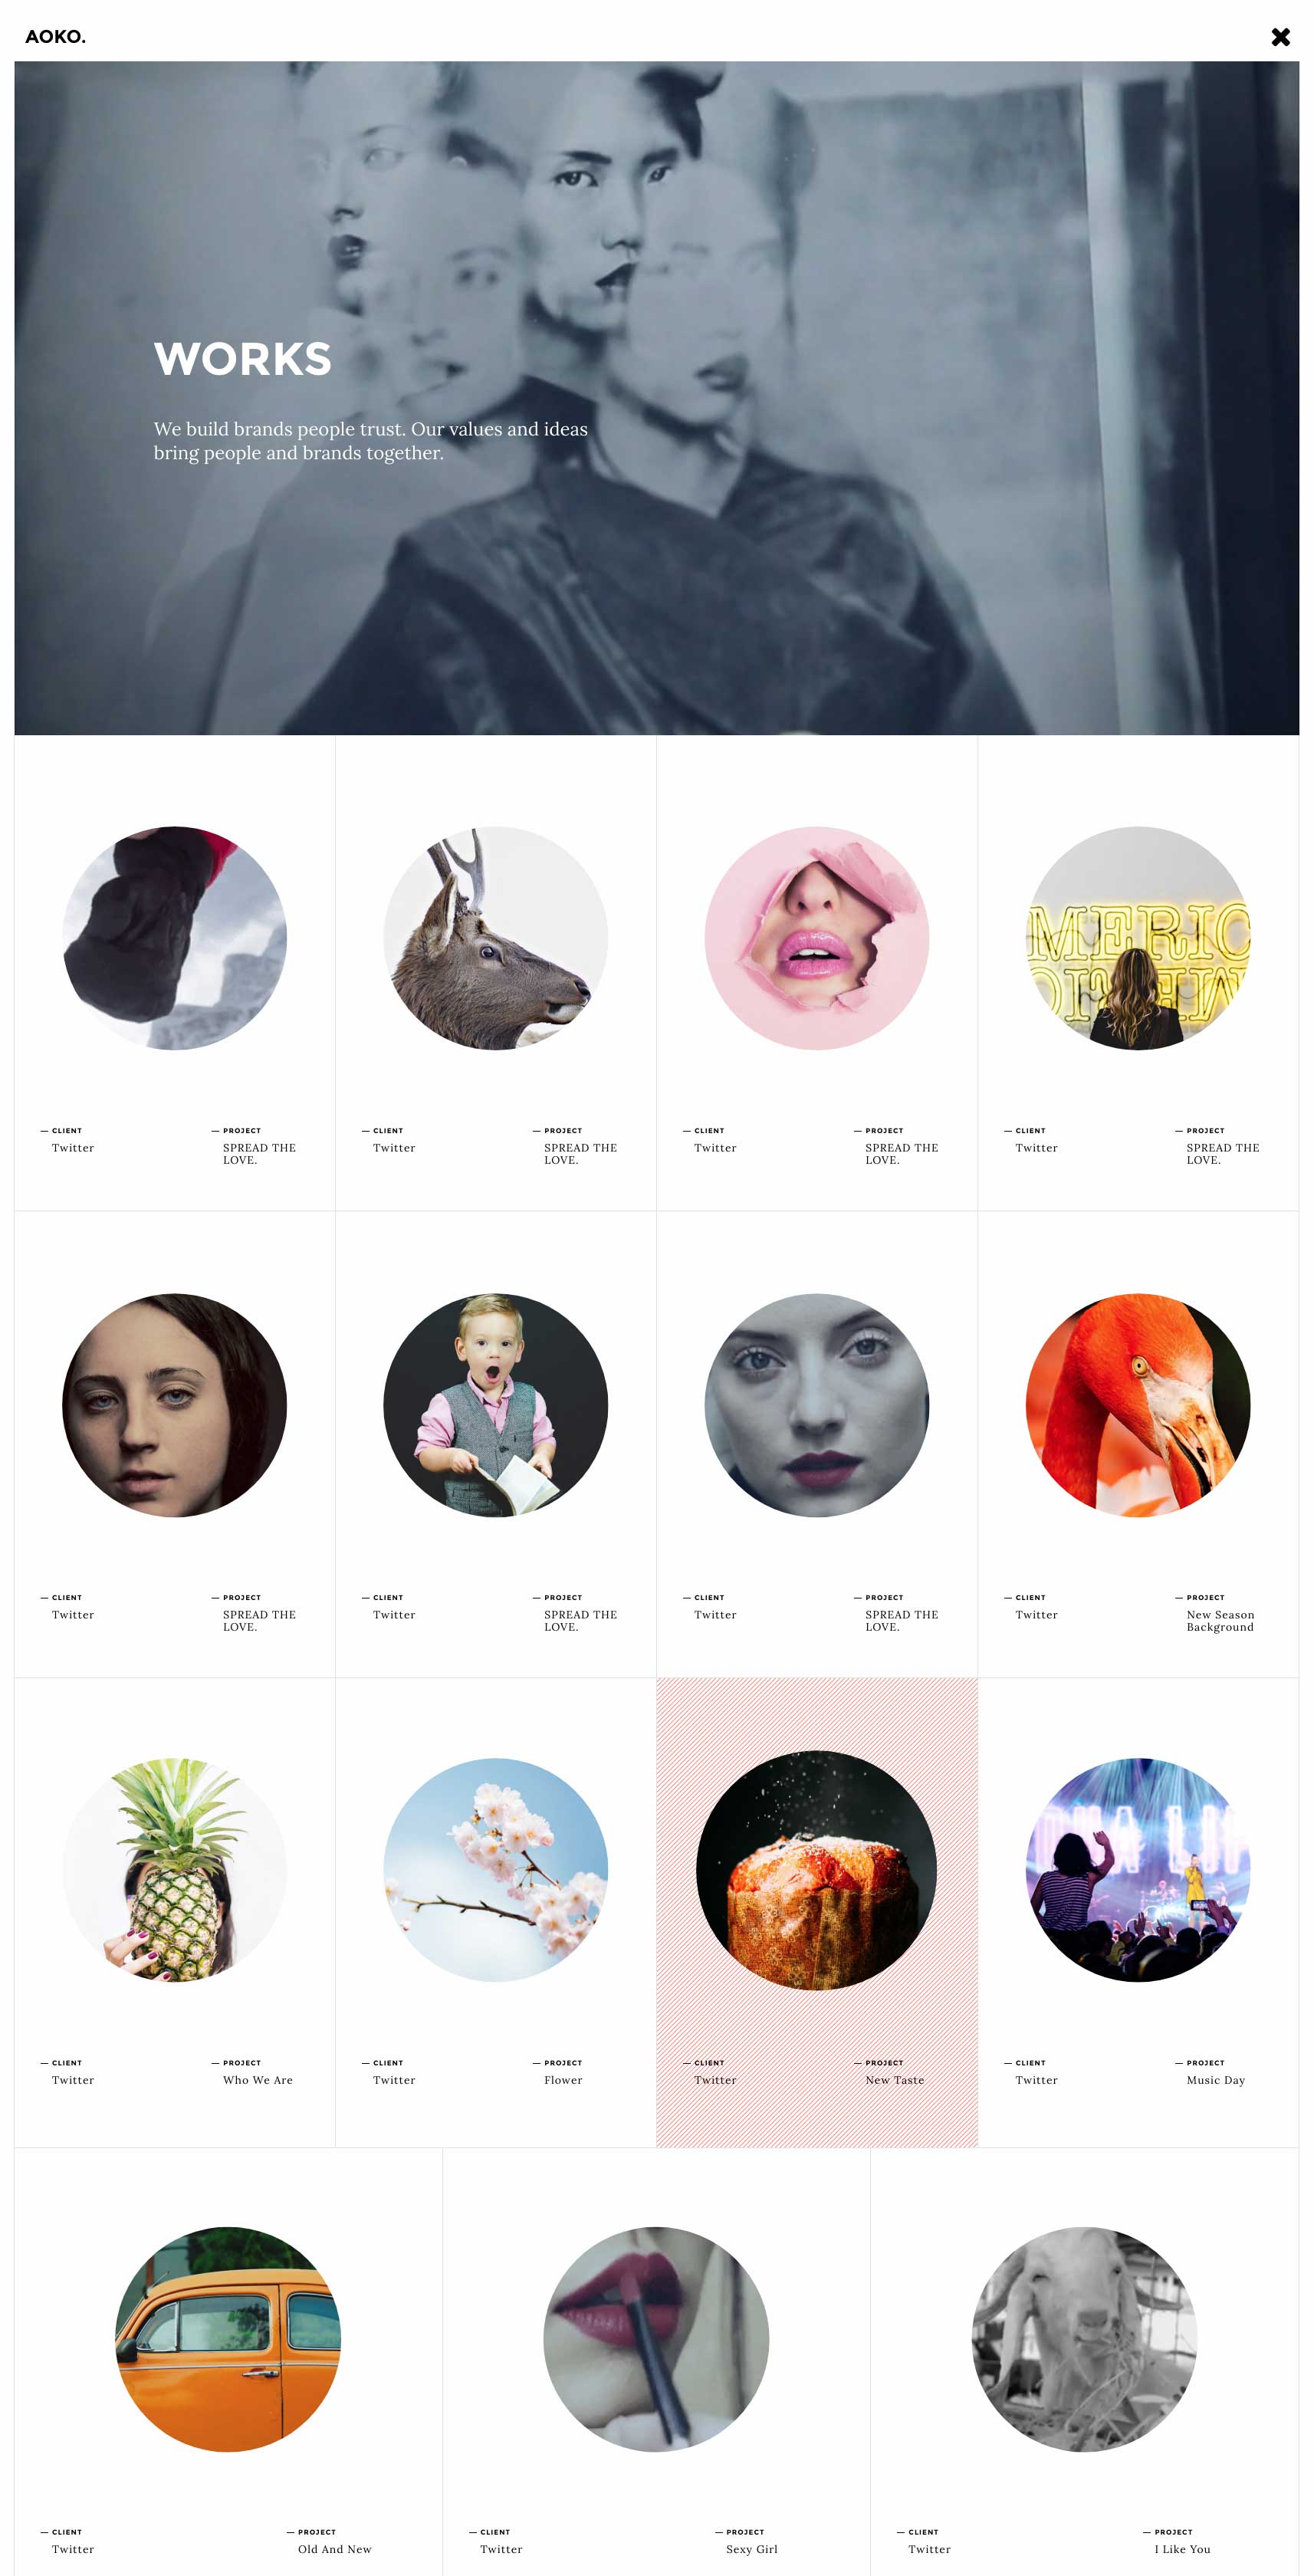 AOKO.
WORKS
We build brands people trust. Our values and ideas
bring people and brands together.
MERIC
— CLIENT
Twitter
— PROJECT
SPREAD THE
LOVE.
— CLIENT
Twitter
— PROJECT
SPREAD THE
LOVE.
— CLIENT
Twitter
— PROJECT
SPREAD THE
LOVE.
— CLIENT
Twitter
— PROJECT
SPREAD THE
LOVE.
— CLIENT
Twitter
— PROJECT
SPREAD THE
LOVE.
— CLIENT
Twitter
— PROJECT
SPREAD THE
LOVE.
— CLIENT
Twitter
— PROJECT
SPREAD THE
LOVE.
— CLIENT
Twitter
— PROJECT
New Season
Background
— CLIENT
Twitter
— PROJECT
Who We Are
— CLIENT
Twitter
— PROJECT
Flower
— CLIENT
Twitter
— PROJECT
New Taste
— CLIENT
Twitter
— PROJECT
Music Day
— CLIENT
Twitter
— PROJECT
Old And New
— CLIENT
Twitter
— PROJECT
Sexy Girl
— CLIENT
Twitter
— PROJECT
I Like You